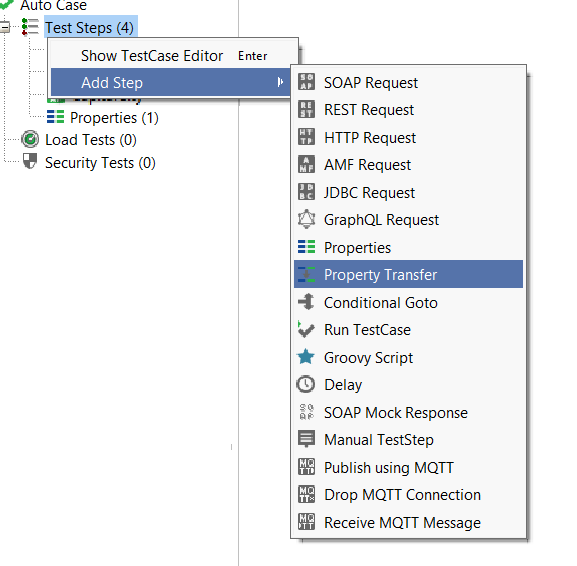 Auto Case
Test Steps (4)
Show TestCase Editor Enter
Add Step
Properties (1)
Load Tests (0)
Security Tests (0)
SOAP Request
REST Request
HTTP Request
AMF Request
JDBC Request
GraphQL Request
Properties
Property Transfer
Conditional Goto
Run TestCase
Groovy Script
Delay
SOAP Mock Response
Manual TestStep
Publish using MQTT
Drop MQTT Connection
Receive MQTT Message